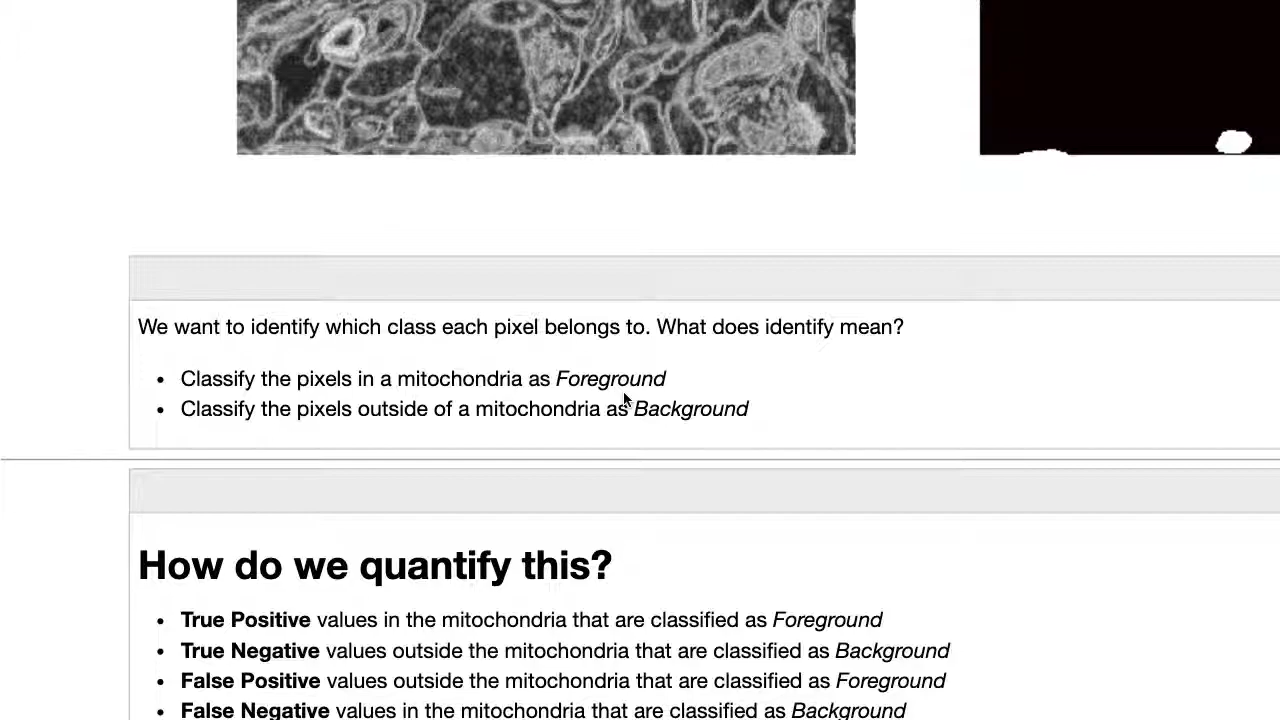 We want to identify which class each pixel belongs to. What does identify mean?
Classify the pixels in a mitochondria as Foreground
Classify the pixels outside of a mitochondria as Background
How do we quantify this?
True Positive values in the mitochondria that are classified as Foreground
True Negative values outside the mitochondria that are classified as Background
False Positive values outside the mitochondria that are classified as Foreground
False Negative values in the mitochondria that are classified as Background